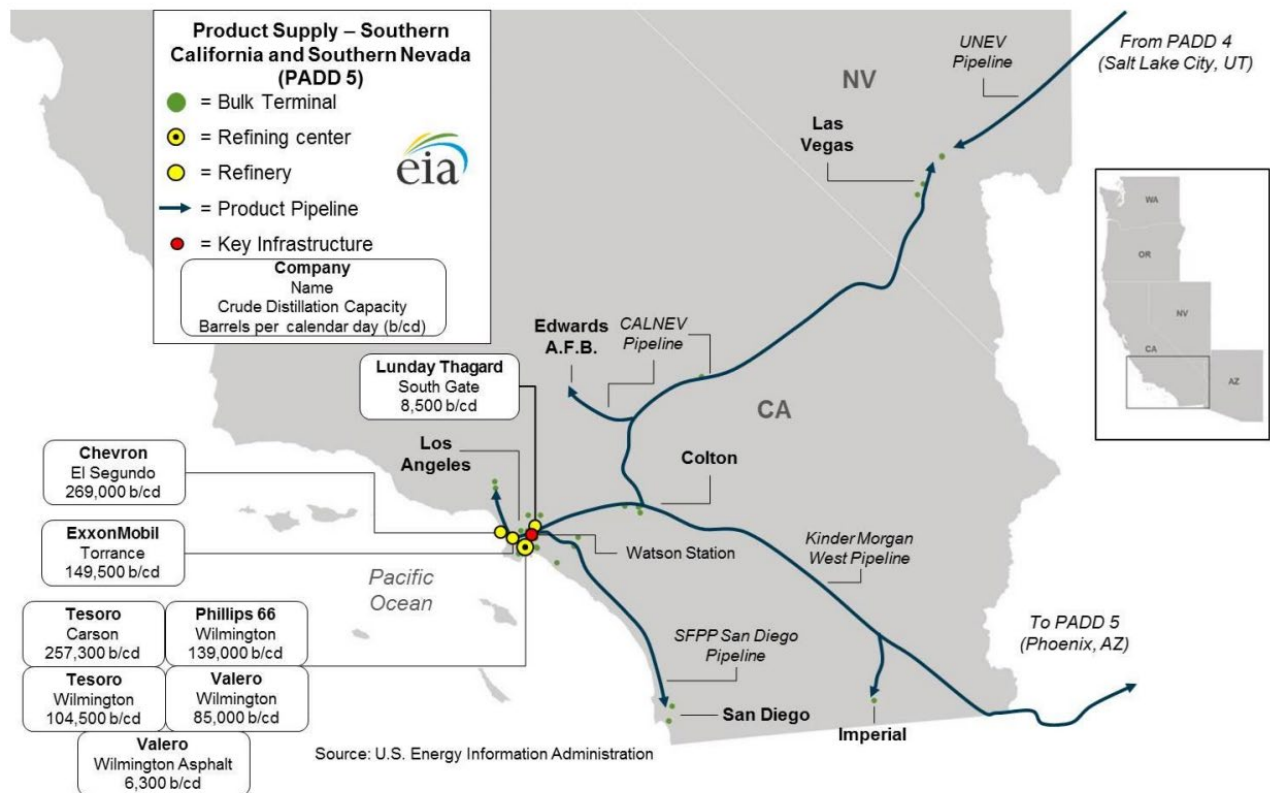 Product Supply – Southern
California and Southern Nevada
(PADD 5)
= Bulk Terminal
= Refining center
= Refinery
= Product Pipeline
= Key Infrastructure
eia
Company
Name
Crude Distillation Capacity
Barrels per calendar day (b/cd)
UNEV
Pipeline
From PADD 4
(Salt Lake City, UT)
NV
Las
Vegas
WA
OR
NV
CA
AZ
Edwards
A.F.B.
CALNEV
Pipeline
CA
Lunday Thagard
South Gate
8,500 b/cd
Los
Angeles
Colton
Chevron
El Segundo
269,000 b/cd
ExxonMobil
Torrance
149,500 b/cd
Watson Station
Kinder Morgan
West Pipeline
Pacific
Ocean
Tesoro
Carson
257,300 b/cd
Phillips 66
Wilmington
139,000 b/cd
Tesoro
Wilmington
104,500 b/cd
Valero
Wilmington
85,000 b/cd
Valero
Wilmington Asphalt
6,300 b/cd
SFPP San Diego
Pipeline
To PADD 5
(Phoenix, AZ)
San Diego
Imperial
Source: U.S. Energy Information Administration